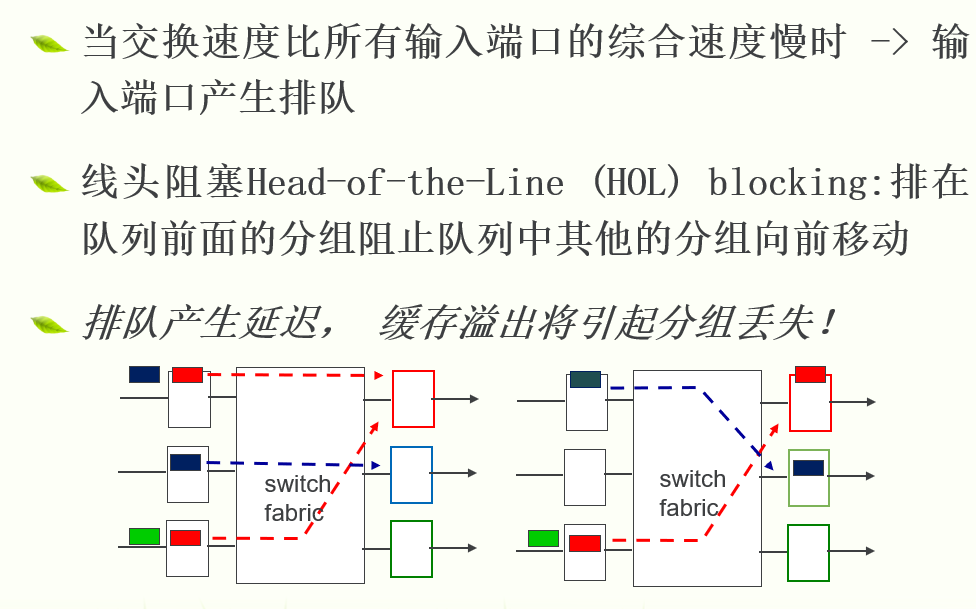 当交换速度比所有输入端口的综合速度慢时 -> 输
入端口产生排队
线头阻塞Head-of-the-Line (HOL) blocking:排在
队列前面的分组阻止队列中其他的分组向前移动
排队产生延迟， 缓存溢出将引起分组丢失！
switch
fabric
switch
fabric